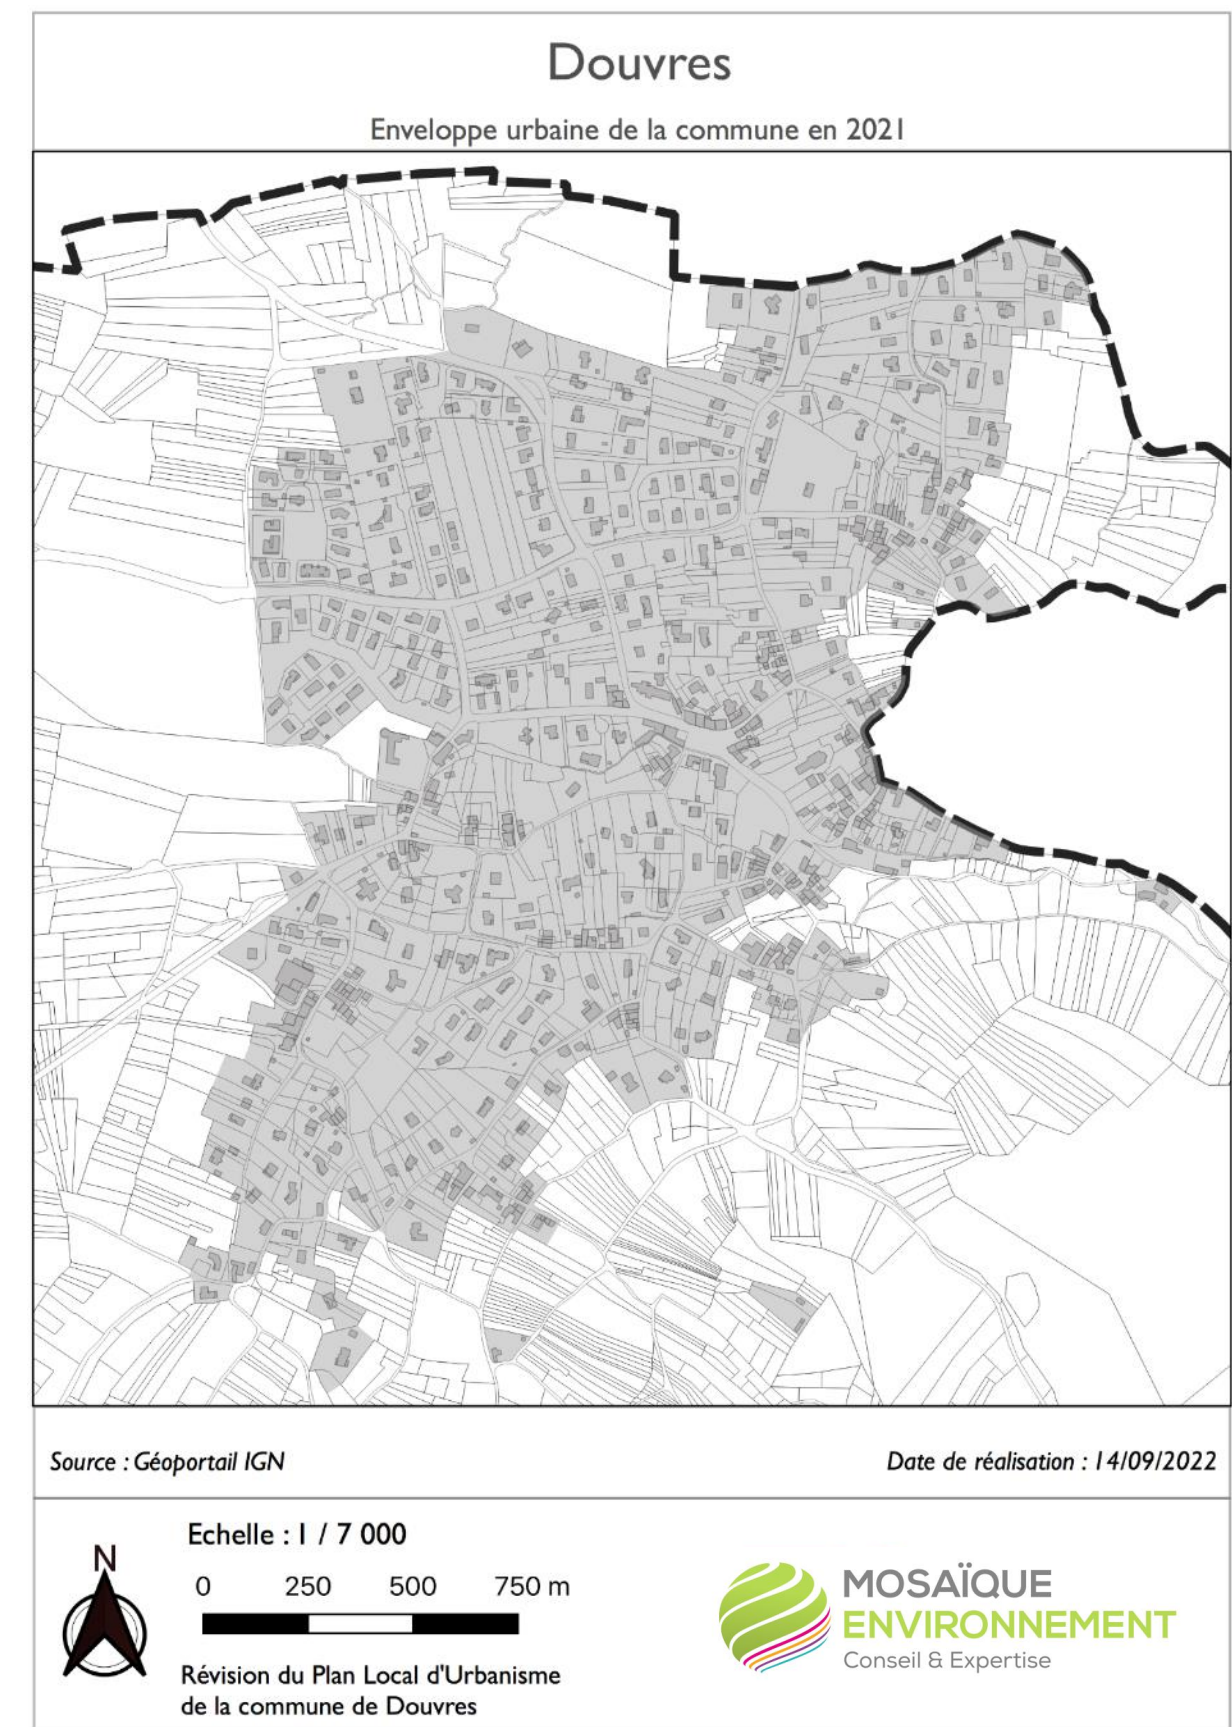 Douvres
Enveloppe urbaine de la commune en 2021
Source : Géoportail IGN
Date de réalisation : 14/09/2022
N
Echelle : 1 / 7 000
0 250 500 750 m
Révision du Plan Local d'Urbanisme
de la commune de Douvres
MOSAÏQUE
ENVIRONNEMENT
Conseil & Expertise